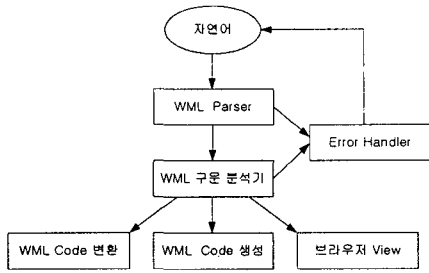 자연어
WML Parser
Error Handler
WML 구문 분석기
WML Code 변환
WML Code 생성
브라우저 View